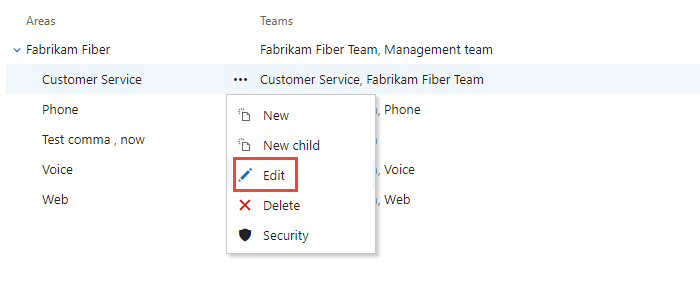 Areas Teams
Fabrikam Fiber Fabrikam Fiber Team, Management team
Customer Service ••• Customer Service, Fabrikam Fiber Team
Phone , Phone
Test comma , now
Voice , Voice
Web , Web
New
New child
Edit
Delete
Security